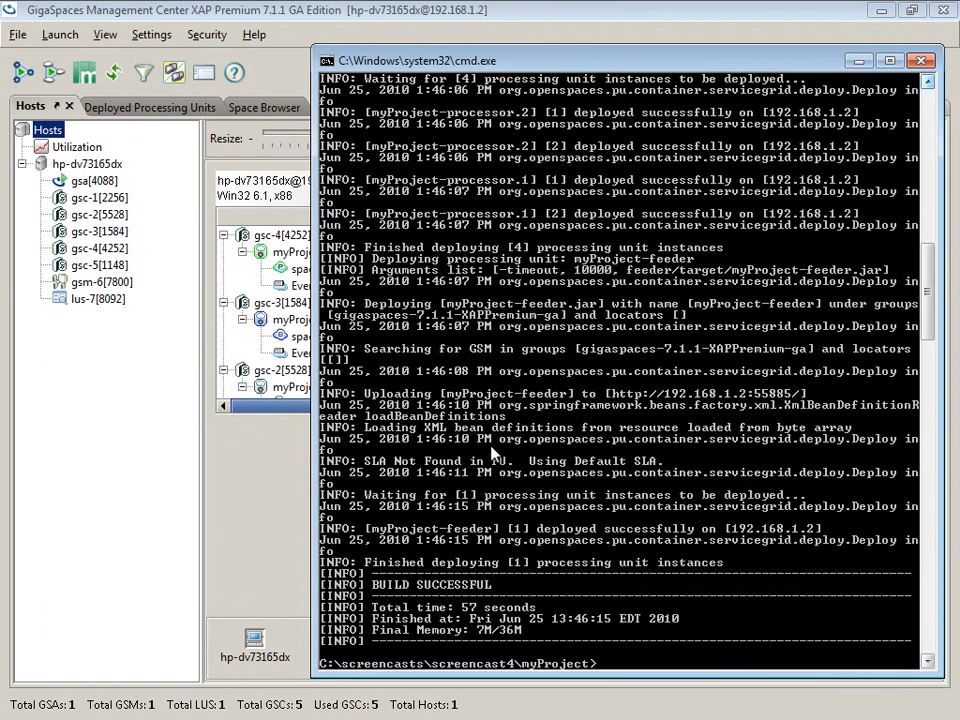 GigaSpaces Management Center XAP Premium 7.1.1 GA Edition [hp-dv73165dx@192.168.1.2]
File Launch View Settings Security Help
Hosts
Deployed Processing Units
Space Browser
Hosts
Utilization
hp-dv73165dx
gsa[4088]
gsc-1[2256]
gsc-2[5528]
gsc-3[1584]
gsc-4[4252]
gsc-5[1148]
gsm-6[7800]
lus-7[8092]
Resize: -
hp-dv73165dx@19
Win32 6.1, x86
gsc-4[4252]
myProj
spa
Ever
gsc-3[1584]
myProj
spa
Ever
gsc-2[5528]
myProj
hp-dv73165dx
C:\Windows\system32\cmd.exe
INFO: Waiting for [4] processing unit instances to be deployed...
Jun 25, 2010 1:46:06 PM org.openspaces.pu.container.servicegrid.deploy.Deploy in
fo
INFO: [myProject-processor.2] [1] deployed successfully on [192.168.1.2]
Jun 25, 2010 1:46:06 PM org.openspaces.pu.container.servicegrid.deploy.Deploy in
fo
INFO: [myProject-processor.2] [2] deployed successfully on [192.168.1.2]
Jun 25, 2010 1:46:06 PM org.openspaces.pu.container.servicegrid.deploy.Deploy in
fo
INFO: [myProject-processor.1] [1] deployed successfully on [192.168.1.2]
Jun 25, 2010 1:46:07 PM org.openspaces.pu.container.servicegrid.deploy.Deploy in
fo
INFO: [myProject-processor.1] [2] deployed successfully on [192.168.1.2]
Jun 25, 2010 1:46:07 PM org.openspaces.pu.container.servicegrid.deploy.Deploy in
fo
INFO: Finished deploying [4] processing unit instances
[INFO] Deploying processing unit: myProject-feeder
[INFO] Arguments list: [-timeout, 10000, feeder/target/myProject-feeder.jar]
Jun 25, 2010 1:46:07 PM org.openspaces.pu.container.servicegrid.deploy.Deploy in
fo
INFO: Deploying [myProject-feeder.jar] with name [myProject-feeder] under groups
[gigaspaces-7.1.1-XAPPremium-ga] and locators []
Jun 25, 2010 1:46:07 PM org.openspaces.pu.container.servicegrid.deploy.Deploy in
fo
INFO: Searching for GSM in groups [gigaspaces-7.1.1-XAPPremium-ga] and locators
[[]]
Jun 25, 2010 1:46:08 PM org.openspaces.pu.container.servicegrid.deploy.Deploy in
fo
INFO: Uploading [myProject-feeder] to [http://192.168.1.2:55885/]
Jun 25, 2010 1:46:10 PM org.springframework.beans.factory.xml.XmlBeanDefinitionR
eader loadBeanDefinitions
INFO: Loading XML bean definitions from resource loaded from byte array
Jun 25, 2010 1:46:10 PM org.openspaces.pu.container.servicegrid.deploy.Deploy in
fo
INFO: SLA Not Found in PU. Using Default SLA.
Jun 25, 2010 1:46:11 PM org.openspaces.pu.container.servicegrid.deploy.Deploy in
fo
INFO: Waiting for [1] processing unit instances to be deployed...
Jun 25, 2010 1:46:15 PM org.openspaces.pu.container.servicegrid.deploy.Deploy in
fo
INFO: [myProject-feeder] [1] deployed successfully on [192.168.1.2]
Jun 25, 2010 1:46:15 PM org.openspaces.pu.container.servicegrid.deploy.Deploy in
fo
INFO: Finished deploying [1] processing unit instances
[INFO] ------------------------------------------------------------------------
[INFO] BUILD SUCCESSFUL
[INFO] ------------------------------------------------------------------------
[INFO] Total time: 57 seconds
[INFO] Finished at: Fri Jun 25 13:46:15 EDT 2010
[INFO] Final Memory: 7M/36M
[INFO] ------------------------------------------------------------------------
C:\screencasts\screencast4\myProject>
Total GSAs: 1 Total GSMs: 1 Total LUS: 1 Total GSCs: 5 Used GSCs: 5 Total Hosts: 1